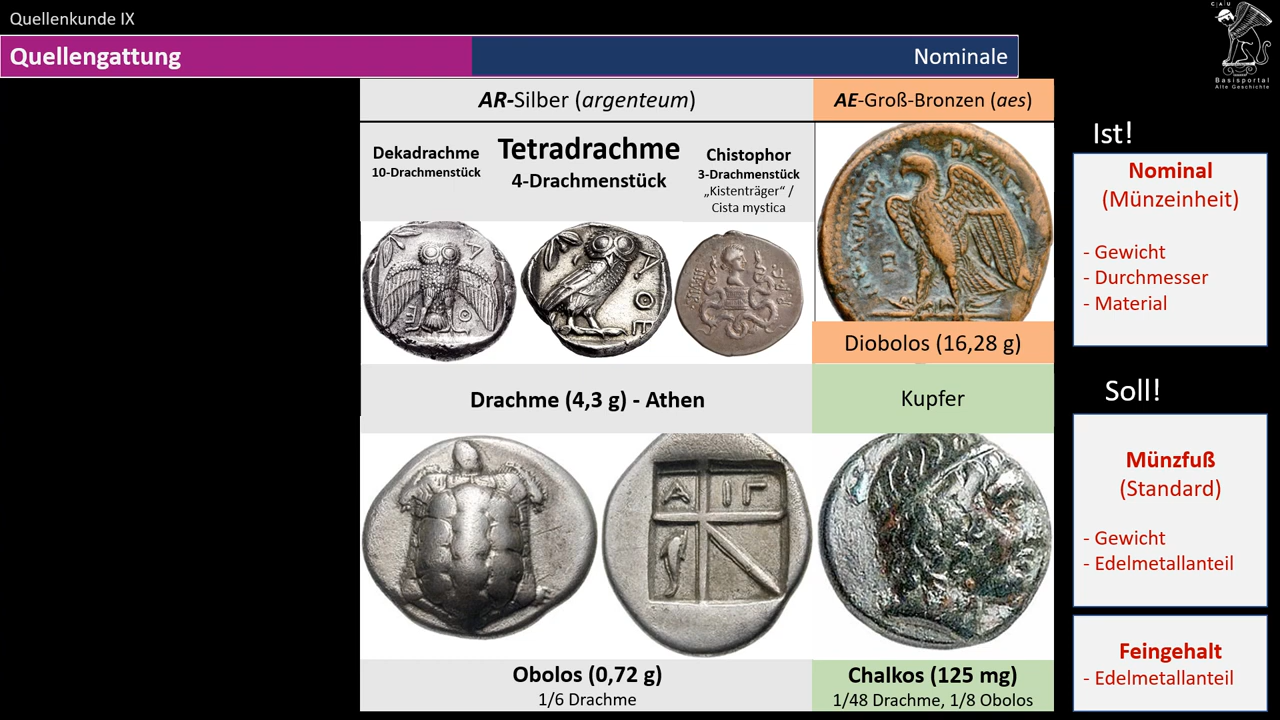 Quellenkunde IX
Quellengattung
Nominale
CAU
Basisportal
Alte Geschichte
AR-Silber (argenteum)
AE-Groß-Bronzen (aes)
Dekadrachme
10-Drachmenstück
Tetradrachme
4-Drachmenstück
Chistophor
3-Drachmenstück
„Kistenträger“ /
Cista mystica
Diobolos (16,28 g)
Drachme (4,3 g) - Athen
Kupfer
Α ΙΓ
Obolos (0,72 g)
1/6 Drachme
Chalkos (125 mg)
1/48 Drachme, 1/8 Obolos
Ist!
Nominal
(Münzeinheit)
- Gewicht
- Durchmesser
- Material
Soll!
Münzfuß
(Standard)
- Gewicht
- Edelmetallanteil
Feingehalt
- Edelmetallanteil